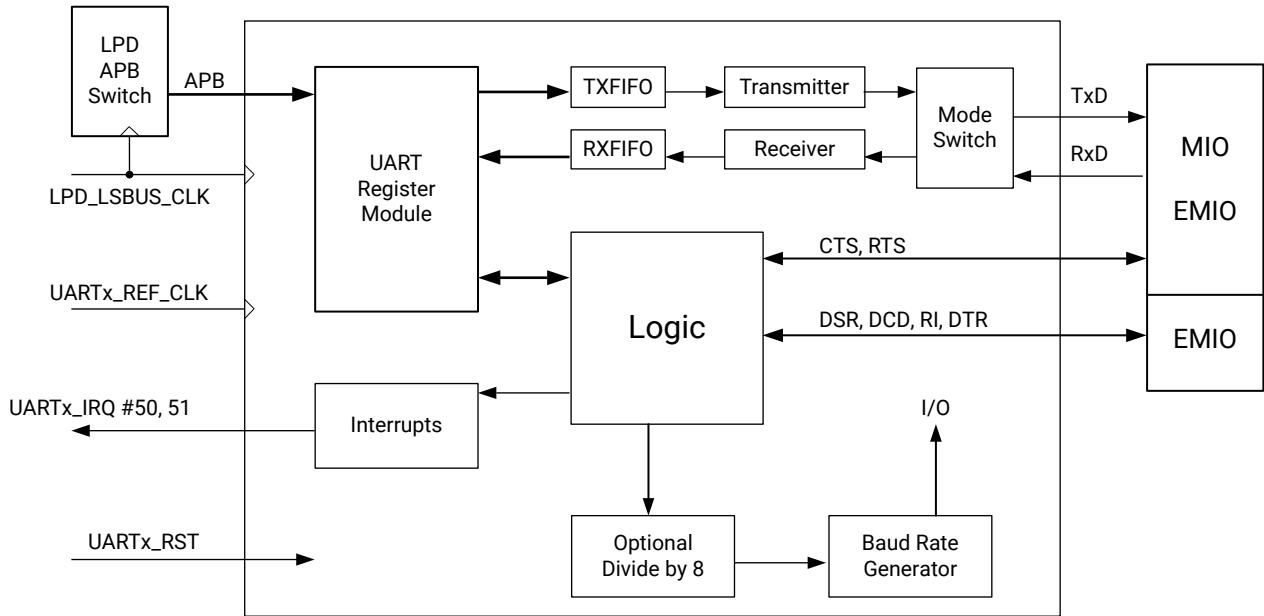 LPD
APB
Switch
APB
LPD_LSBUS_CLK
UARTx_REF_CLK
UARTx_IRQ #50, 51
UARTx_RST
UART
Register
Module
TXFIFO
Transmitter
RXFIFO
Receiver
Mode
Switch
TxD
RxD
MIO
EMIO
CTS, RTS
Logic
DSR, DCD, RI, DTR
EMIO
Interrupts
I/O
Optional
Divide by 8
Baud Rate
Generator